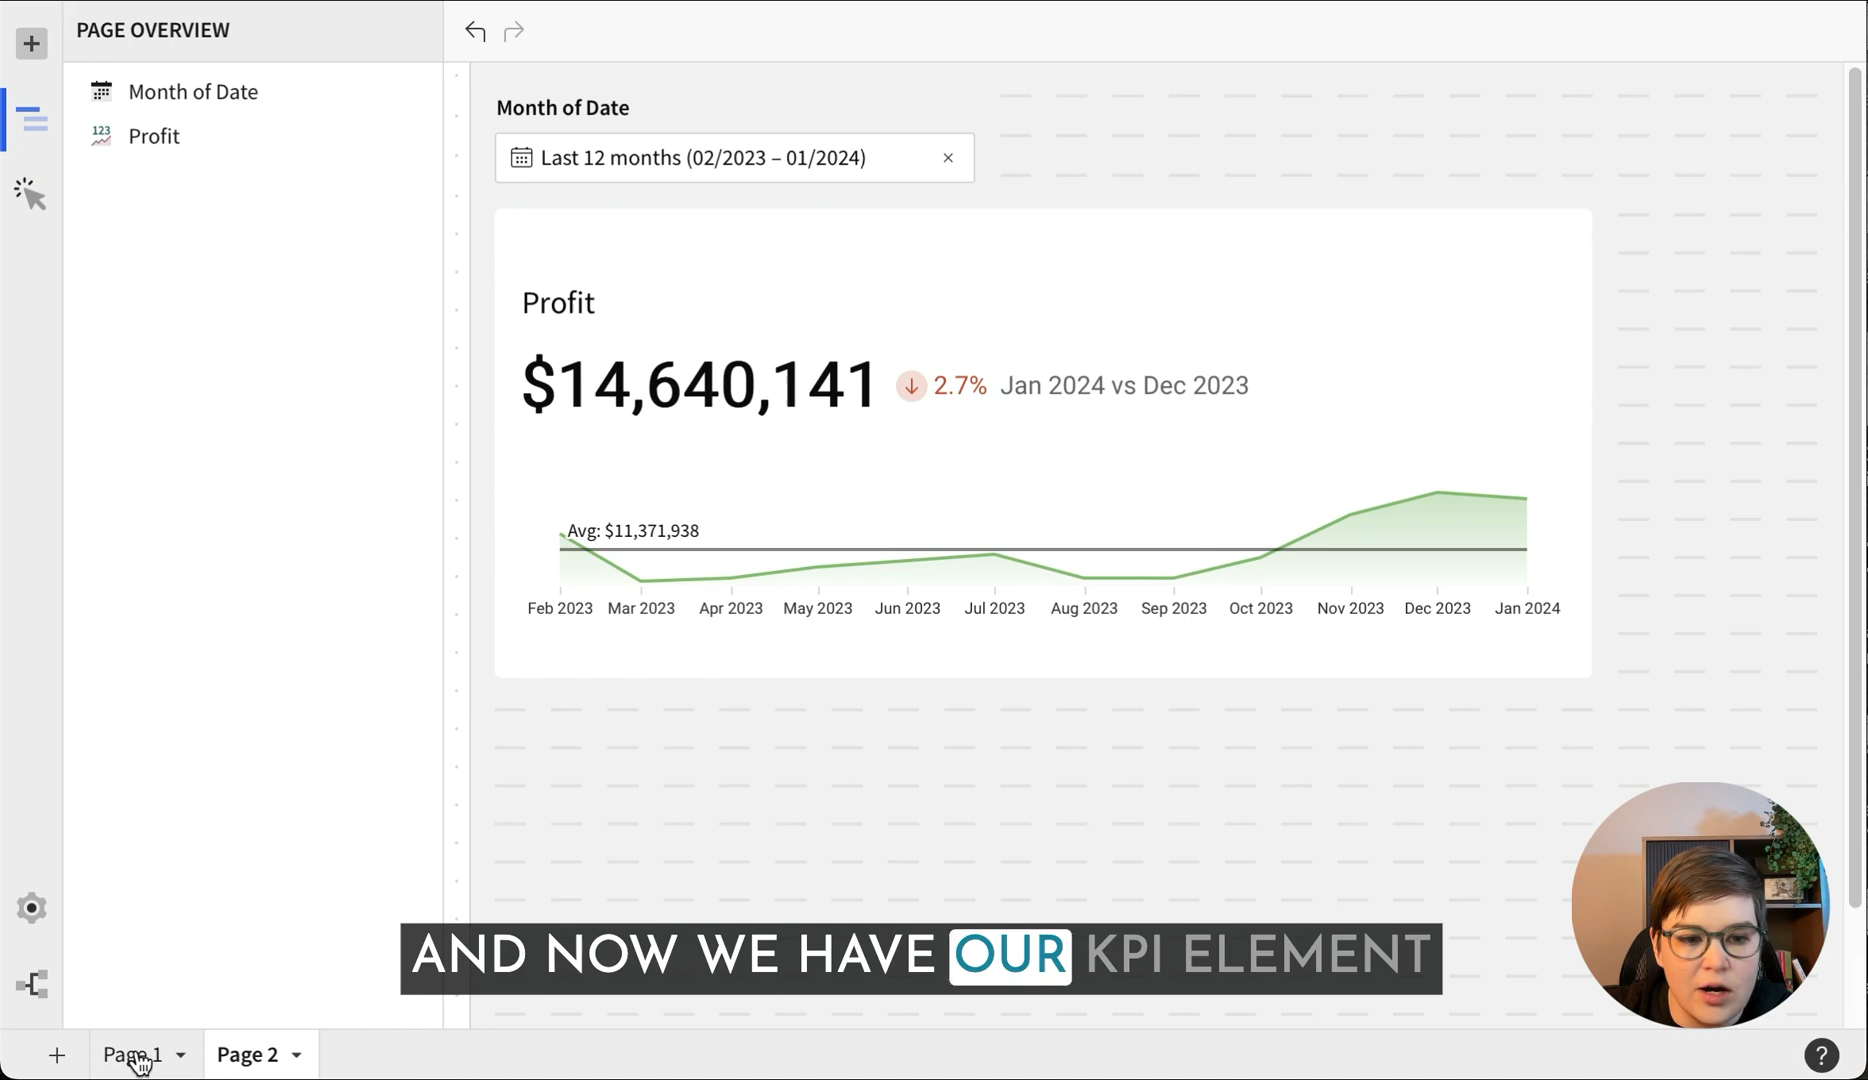 PAGE OVERVIEW
Month of Date
123
Profit
Month of Date
Last 12 months (02/2023 – 01/2024)
Profit
$14,640,141 2.7% Jan 2024 vs Dec 2023
Avg: $11,371,938
Feb 2023 Mar 2023 Apr 2023 May 2023 Jun 2023 Jul 2023 Aug 2023 Sep 2023 Oct 2023 Nov 2023 Dec 2023 Jan 2024
AND NOW WE HAVE OUR KPI ELEMENT
Page 1 Page 2